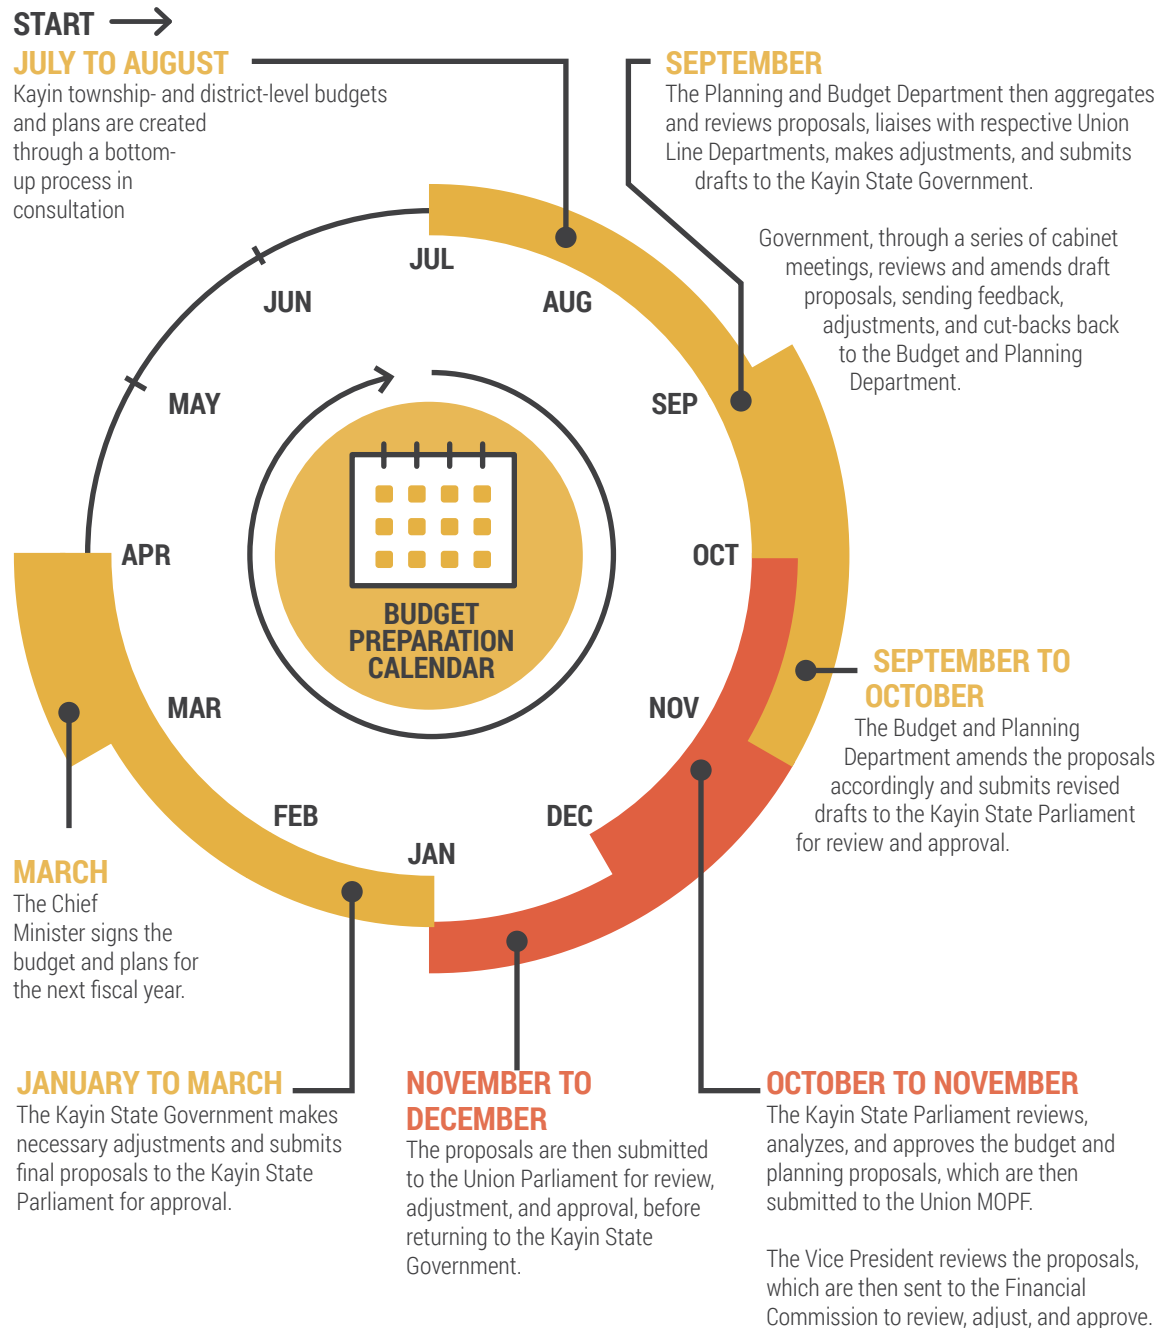 START
JULY TO AUGUST
Kayin township- and district-level budgets
and plans are created
through a bottom-
up process in
consultation
SEPTEMBER
The Planning and Budget Department then aggregates
and reviews proposals, liaises with respective Union
Line Departments, makes adjustments, and submits
drafts to the Kayin State Government.
Government, through a series of cabinet
meetings, reviews and amends draft
proposals, sending feedback,
adjustments, and cut-backs back
to the Budget and Planning
Department.
JUL
AUG
SEP
OCT
NOV
DEC
JAN
FEB
MAR
APR
MAY
JUN
BUDGET
PREPARATION
CALENDAR
SEPTEMBER TO
OCTOBER
The Budget and Planning
Department amends the proposals
accordingly and submits revised
drafts to the Kayin State Parliament
for review and approval.
OCTOBER TO NOVEMBER
The Kayin State Parliament reviews,
analyzes, and approves the budget and
planning proposals, which are then
submitted to the Union MOPF.
The Vice President reviews the proposals,
which are then sent to the Financial
Commission to review, adjust, and approve.
NOVEMBER TO
DECEMBER
The proposals are then submitted
to the Union Parliament for review,
adjustment, and approval, before
returning to the Kayin State
Government.
JANUARY TO MARCH
The Kayin State Government makes
necessary adjustments and submits
final proposals to the Kayin State
Parliament for approval.
MARCH
The Chief
Minister signs the
budget and plans for
the next fiscal year.